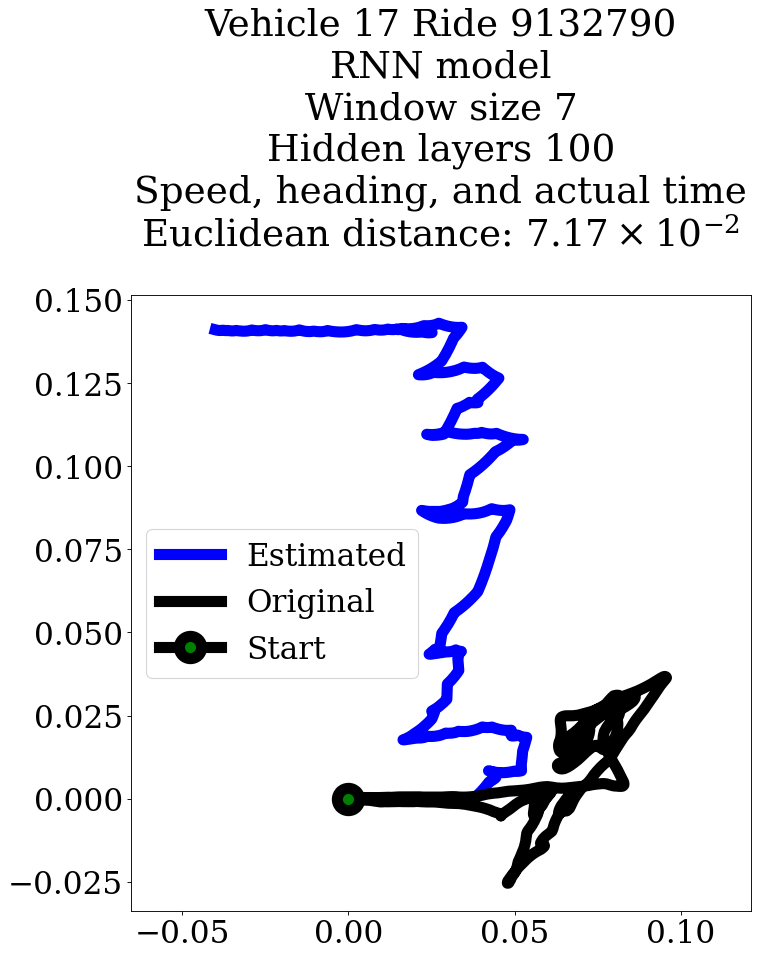 Vehicle 17 Ride 9132790
RNN model
Window size 7
Hidden layers 100
Speed, heading, and actual time
Euclidean distance: 7.17 × 10⁻²
0.150
0.125
0.100
0.075
0.050
0.025
0.000
−0.025
Estimated
Original
Start
−0.05 0.00 0.05 0.10